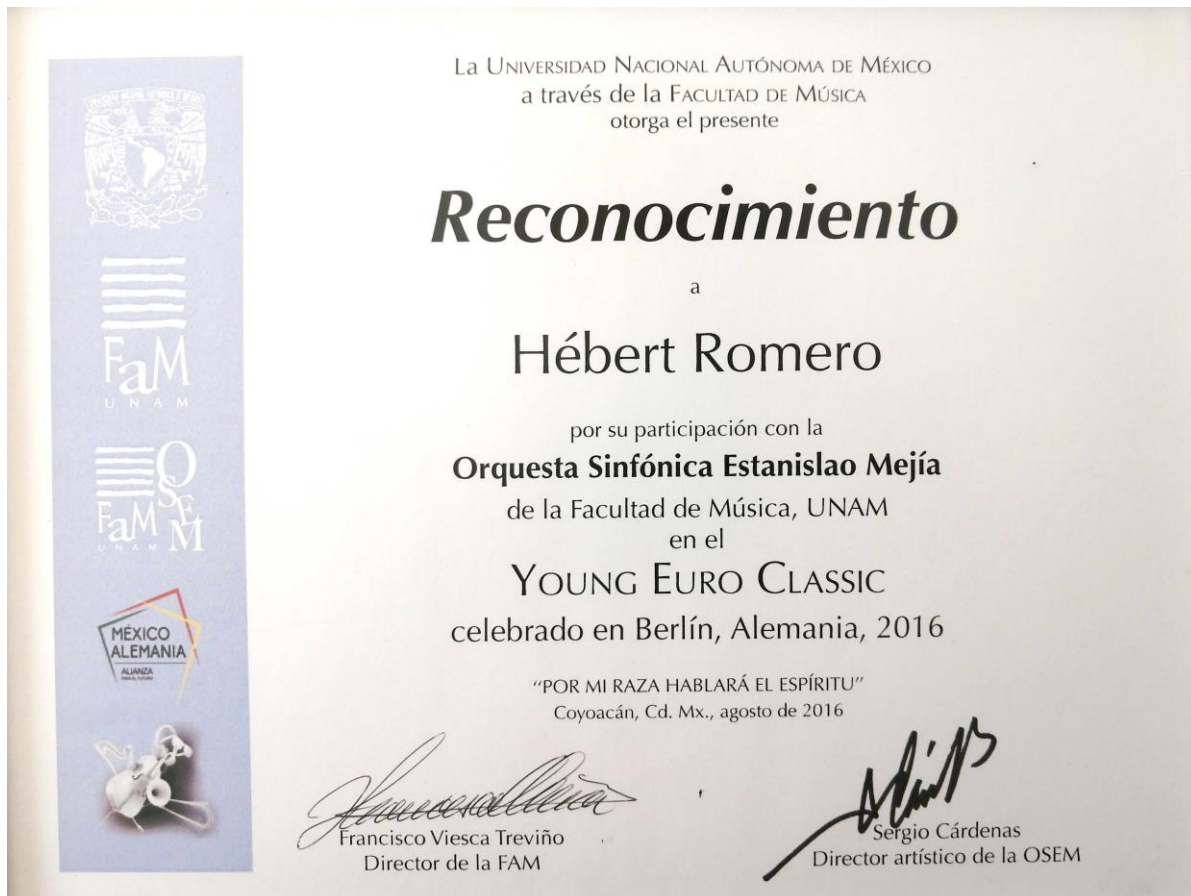 La Universidad Nacional Autónoma de México
a través de la Facultad de Música
otorga el presente
Reconocimiento
a
Hébert Romero
por su participación con la
Orquesta Sinfónica Estanislao Mejía
de la Facultad de Música, UNAM
en el
Young Euro Classic
celebrado en Berlín, Alemania, 2016
“POR MI RAZA HABLARÁ EL ESPÍRITU”
Coyoacán, Cd. Mx., agosto de 2016
Francisco Viesca Treviño
Director de la FAM
Sergio Cárdenas
Director artístico de la OSEM
FaM
UNAM
FaM
UNAM
OSEM
MÉXICO
ALEMANIA
ALIANZA